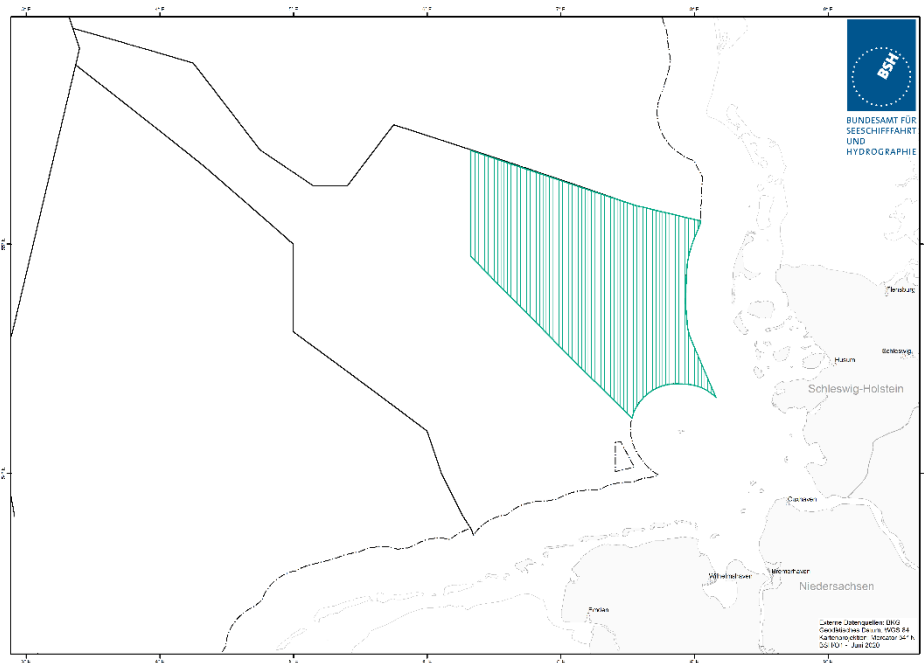 BSH
BUNDESAMT FÜR
SEESCHIFFFAHRT
UND
HYDROGRAPHIE
Flensburg
Schleswig
Husum
Schleswig-Holstein
Cuxhaven
Wilhelmshaven
Bremerhaven
Niedersachsen
Emden
Externe Datenquellen: BKG
Geodätisches Datum: WGS 84
Kartenprojektion: Mercator 54° N